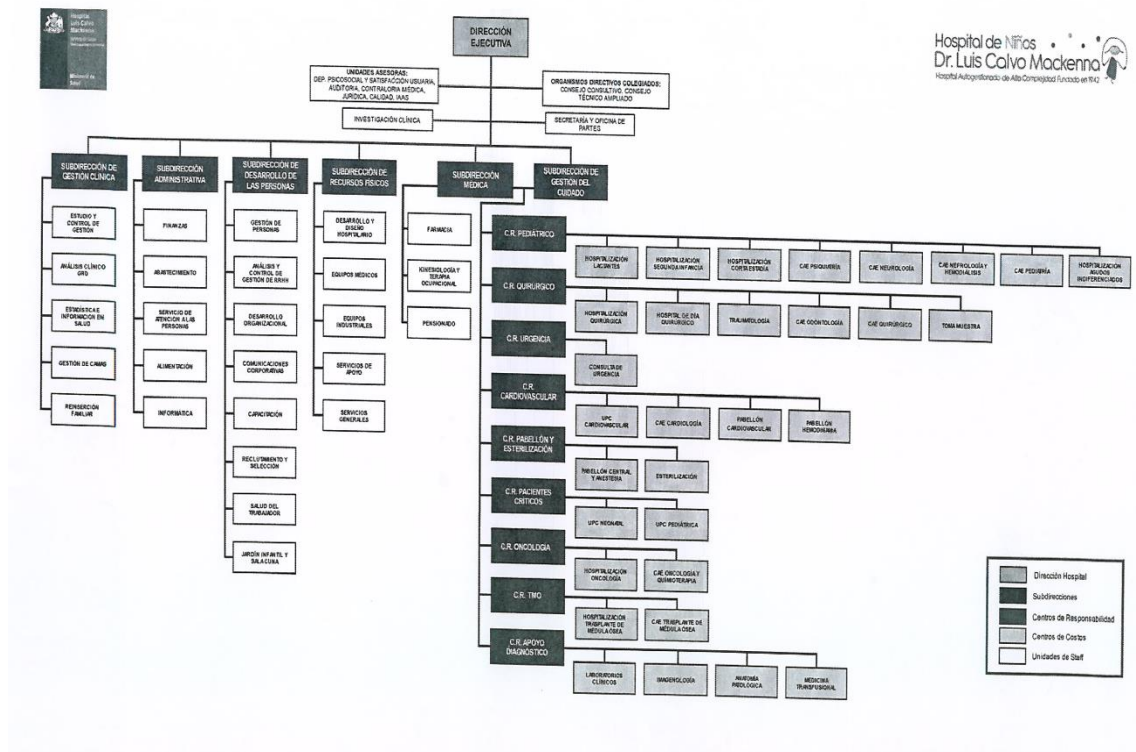 Hospital
Luis Calvo
Mackenna
Ministerio de
Salud
DIRECCIÓN
EJECUTIVA
Hospital de Niños
Dr. Luis Calvo Mackenna
Hospital Autogestionado de Alta Complejidad Fundado en 1942
UNIDADES ASESORAS:
DEP. PSICOSOCIAL Y SATISFACCIÓN USUARIA,
AUDITORIA, CONTRALORIA MÉDICA,
JURÍDICA, CALIDAD, IAAS
ORGANISMOS DIRECTIVOS COLEGIADOS:
CONSEJO CONSULTIVO, CONSEJO
TÉCNICO AMPLIADO
INVESTIGACIÓN CLÍNICA
SECRETARÍA Y OFICINA DE
PARTES
SUBDIRECCIÓN DE
GESTIÓN CLÍNICA
SUBDIRECCIÓN
ADMINISTRATIVA
SUBDIRECCIÓN DE
DESARROLLO DE
LAS PERSONAS
SUBDIRECCIÓN DE
RECURSOS FÍSICOS
SUBDIRECCIÓN
MÉDICA
SUBDIRECCIÓN DE
GESTIÓN DEL
CUIDADO
ESTUDIO Y
CONTROL DE
GESTIÓN
ANÁLISIS CLÍNICO
GRD
ESTADÍSTICA E
INFORMACION EN
SALUD
GESTIÓN DE CAMAS
REINSERCIÓN
FAMILIAR
FINANZAS
ABASTECIMIENTO
SERVICIO DE
ATENCIÓN A LAS
PERSONAS
ALIMENTACIÓN
INFORMÁTICA
GESTIÓN DE
PERSONAS
ANÁLISIS Y
CONTROL DE
GESTION DE RRHH
DESARROLLO
ORGANIZACIONAL
COMUNICACIONES
CORPORATIVAS
CAPACITACIÓN
RECLUTAMIENTO Y
SELECCIÓN
SALUD DEL
TRABAJADOR
JARDÍN INFANTIL Y
SALA CUNA
DESARROLLO Y
DISEÑO
HOSPITALARIO
EQUIPOS MÉDICOS
EQUIPOS
INDUSTRIALES
SERVICIOS DE
APOYO
SERVICIOS
GENERALES
FARMACIA
KINESIOLOGÍA Y
TERAPIA
OCUPACIONAL
PENSIONADO
C.R. PEDIÁTRICO
HOSPITALIZACIÓN
LACTANTES
HOSPITALIZACIÓN
SEGUNDA INFANCIA
HOSPITALIZACIÓN
CORTA ESTADÍA
CAE PSIQUIATRÍA
CAE NEUROLOGÍA
CAE NEFROLOGÍA Y
HEMODIÁLISIS
CAE PEDIATRÍA
HOSPITALIZACIÓN
AGUDOS
INDIFERENCIADOS
C.R. QUIRÚRGICO
HOSPITALIZACIÓN
QUIRÚRGICA
HOSPITAL DE DÍA
QUIRÚRGICO
TRAUMATOLOGÍA
CAE ODONTOLOGÍA
CAE QUIRÚRGICO
TOMA MUESTRA
C.R. URGENCIA
CONSULTA DE
URGENCIA
C.R.
CARDIOVASCULAR
UPC
CARDIOVASCULAR
CAE CARDIOLOGÍA
PABELLÓN
CARDIOVASCULAR
PABELLÓN
HEMODINAMIA
C.R. PABELLÓN Y
ESTERILIZACIÓN
PABELLÓN CENTRAL
Y ANESTESIA
ESTERILIZACIÓN
C.R. PACIENTES
CRÍTICOS
UPC NEONATAL
UPC PEDIÁTRICA
C.R. ONCOLOGÍA
HOSPITALIZACIÓN
ONCOLOGÍA
CAE ONCOLOGÍA Y
QUIMIOTERAPIA
C.R. TMO
HOSPITALIZACIÓN
TRASPLANTE DE
MÉDULA ÓSEA
CAE TRASPLANTE DE
MÉDULA ÓSEA
C.R. APOYO
DIAGNÓSTICO
LABORATORIOS
CLÍNICOS
IMAGENOLOGÍA
ANATOMÍA
PATOLÓGICA
MEDICINA
TRANSFUSIONAL
Dirección Hospital
Subdirecciones
Centros de Responsabilidad
Centros de Costos
Unidades de Staff